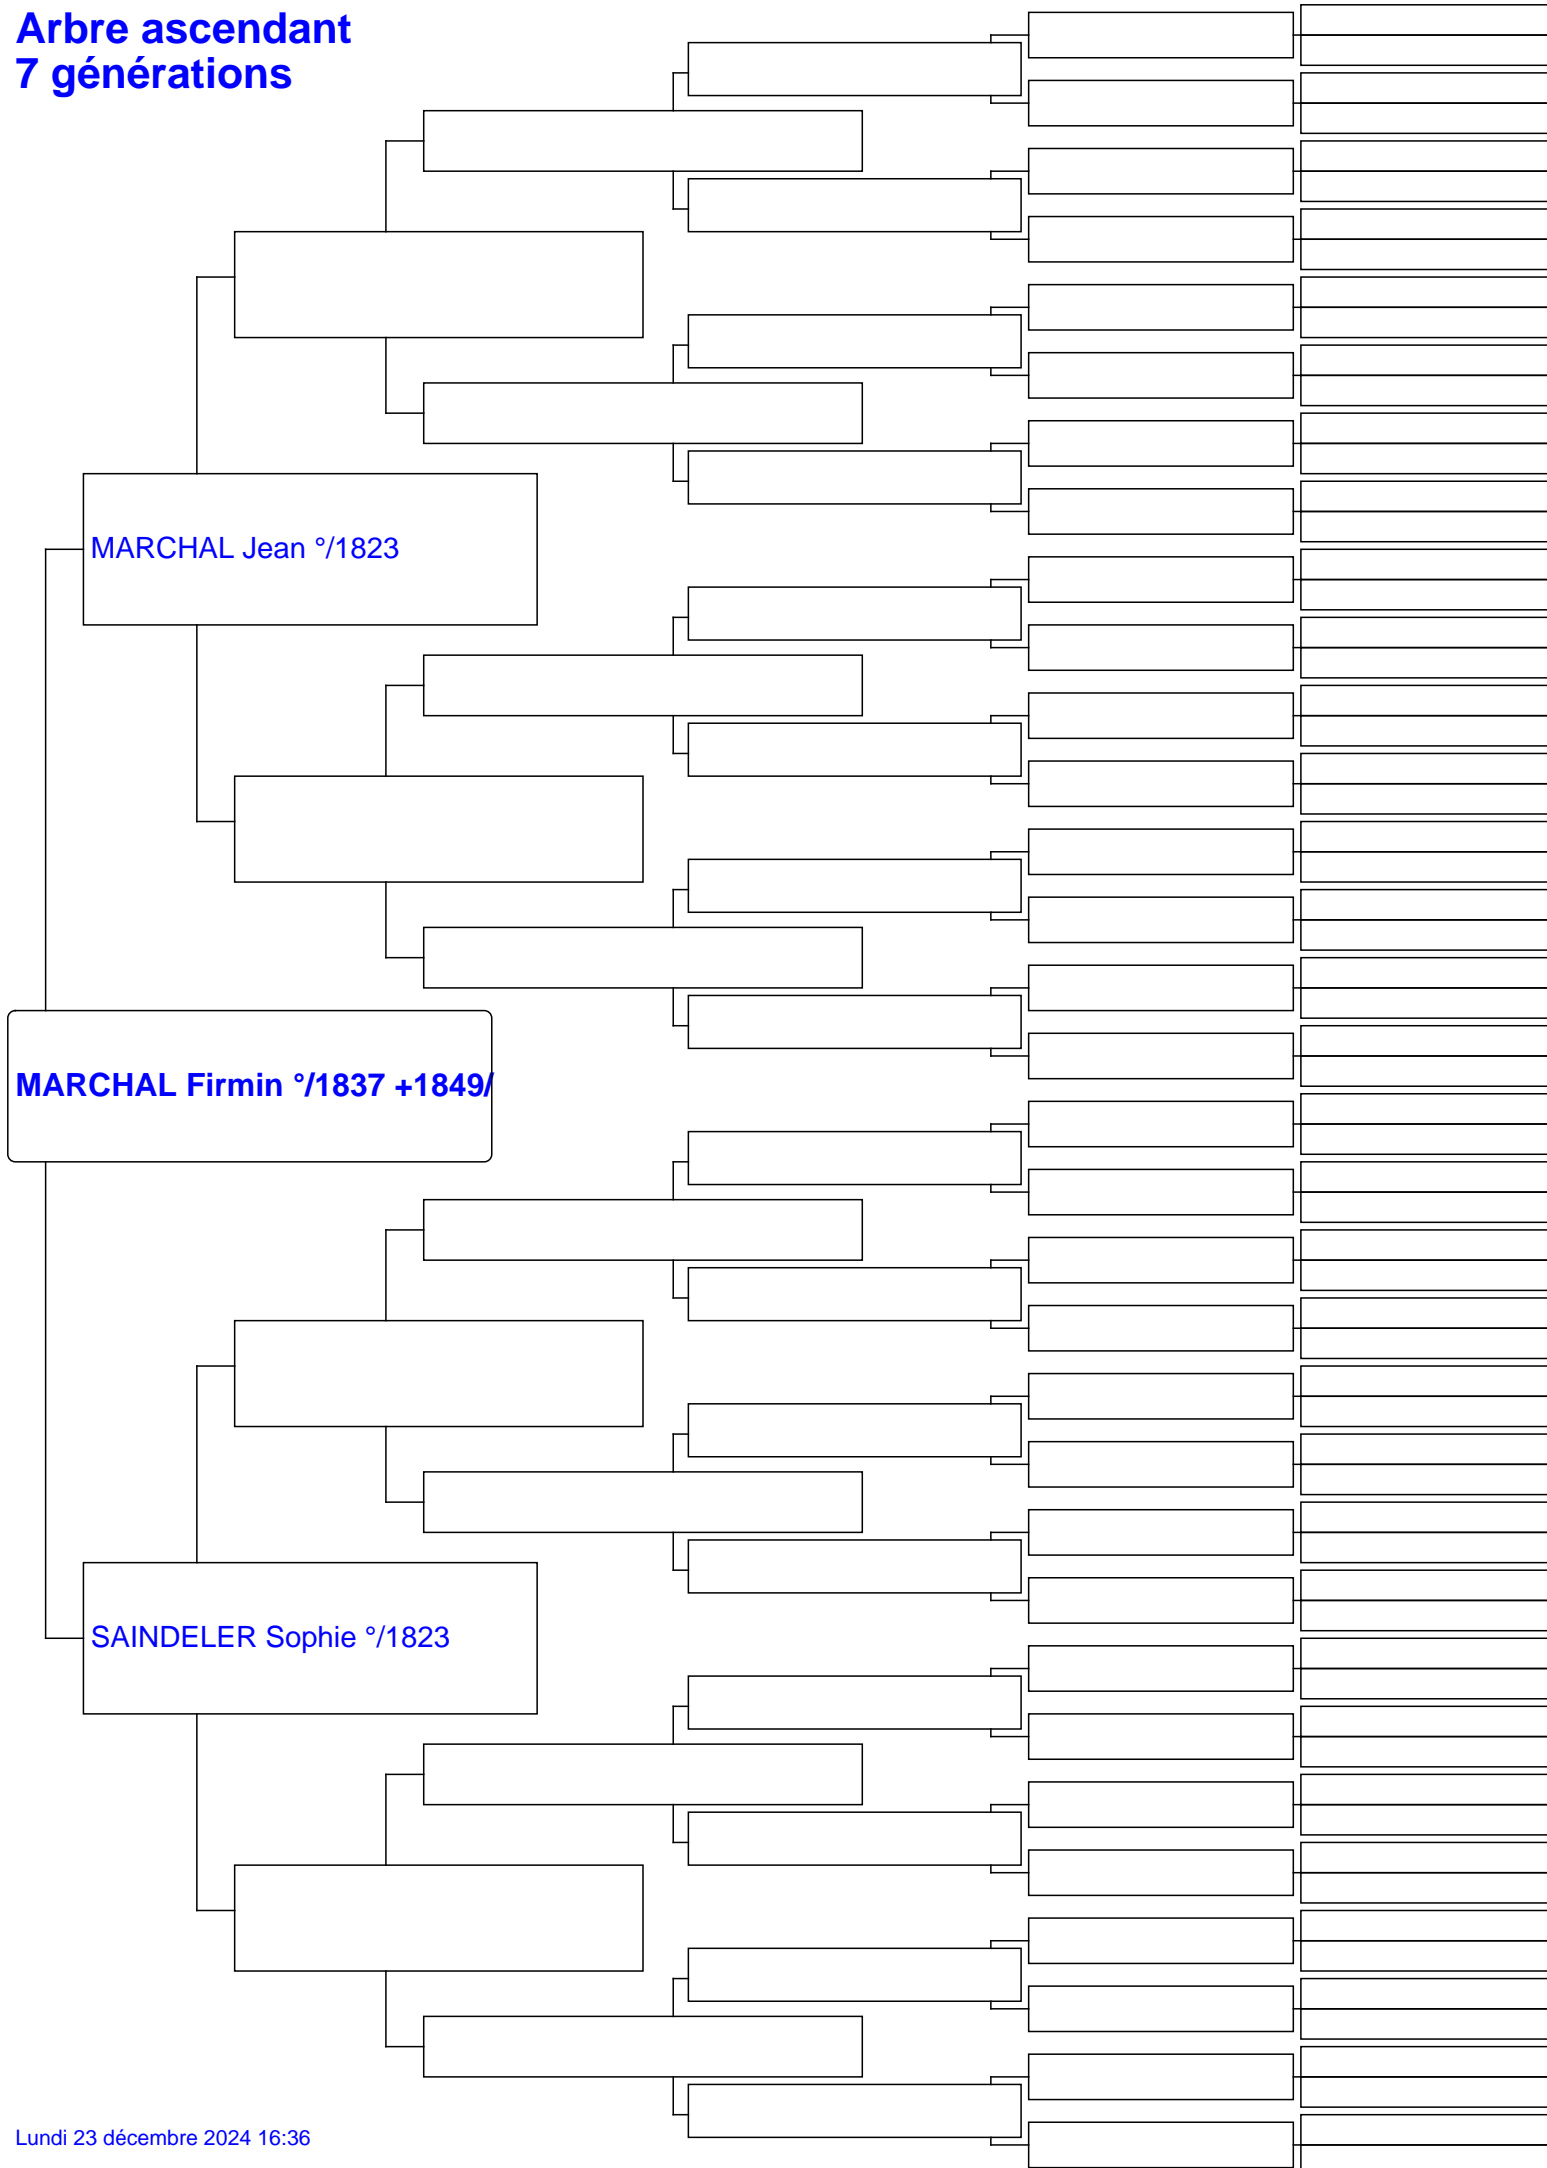 Arbre ascendant
7 générations
MARCHAL Jean °/1823
MARCHAL Firmin °/1837 +1849/
SAINDELER Sophie °/1823
Lundi 23 décembre 2024 16:36